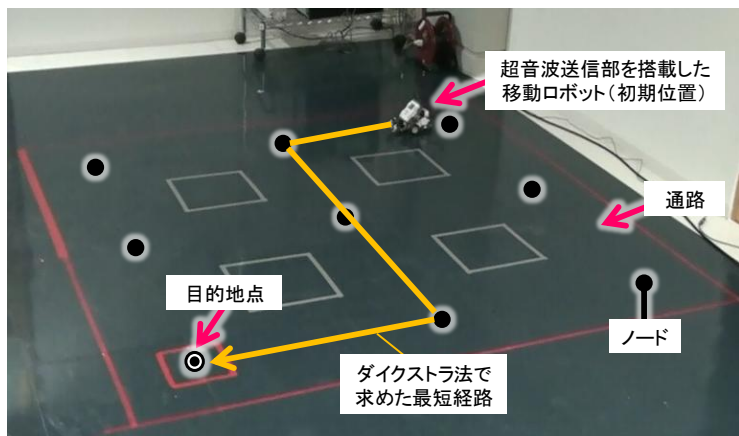 超音波送信部を搭載した
移動ロボット（初期位置）
通路
目的地点
ノード
ダイクストラ法で
求めた最短経路